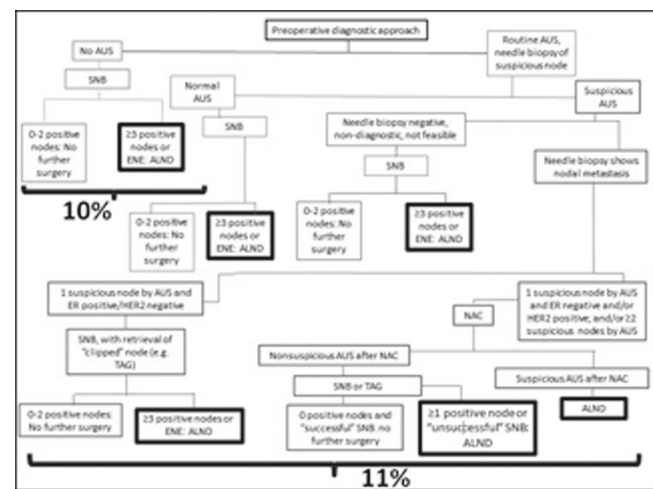 Preoperative diagnostic approach
No AUS
Routine AUS,
needle biopsy of
suspicious node
SNB
Normal
AUS
Suspicious
AUS
0-2 positive
nodes: No
further
surgery
≥3 positive
nodes or
ENE: ALND
SNB
Needle biopsy negative,
non-diagnostic, not feasible
Needle biopsy shows
nodal metastasis
SNB
10%
0-2 positive
nodes: No
further
surgery
≥3 positive
nodes or
ENE: ALND
0-2 positive
nodes: No
further
surgery
≥3 positive
nodes or
ENE: ALND
1 suspicious node by AUS and
ER positive/HER2 negative
1 suspicious node by AUS
and ER negative and/or
HER2 positive; and/or ≥2
suspicious nodes by AUS
NAC
SNB, with retrieval of
"clipped" node (e.g.
TAG)
Nonsuspicious AUS after NAC
Suspicious AUS after NAC
SNB or TAG
ALND
0-2 positive nodes:
No further surgery
≥3 positive nodes or
ENE: ALND
0 positive nodes and
"successful" SNB: no
further surgery
≥1 positive node or
"unsuccessful" SNB:
ALND
11%